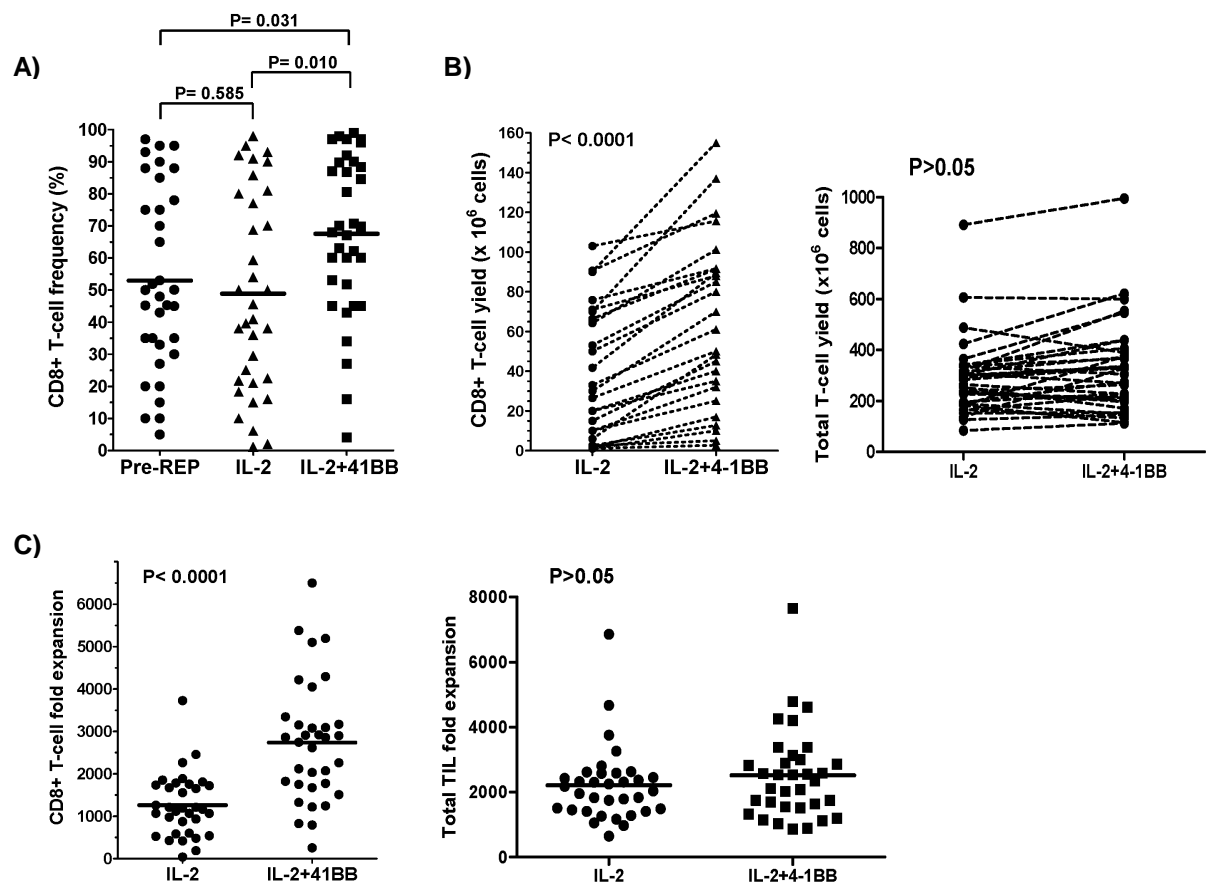 P= 0.031
A)
P= 0.010
P= 0.585
CD8+ T-cell frequency (%)
100
90
80
70
60
50
40
30
20
10
0
Pre-REP IL-2 IL-2+41BB
B)
P< 0.0001
CD8+ T-cell yield (x 10⁶ cells)
160
140
120
100
80
60
40
20
0
IL-2 IL-2+4-1BB
P>0.05
Total T-cell yield (x10⁶ cells)
1000
800
600
400
200
0
IL-2 IL-2+4-1BB
C)
P< 0.0001
CD8+ T-cell fold expansion
6000
5000
4000
3000
2000
1000
0
IL-2 IL-2+41BB
P>0.05
Total TIL fold expansion
8000
6000
4000
2000
0
IL-2 IL-2+4-1BB